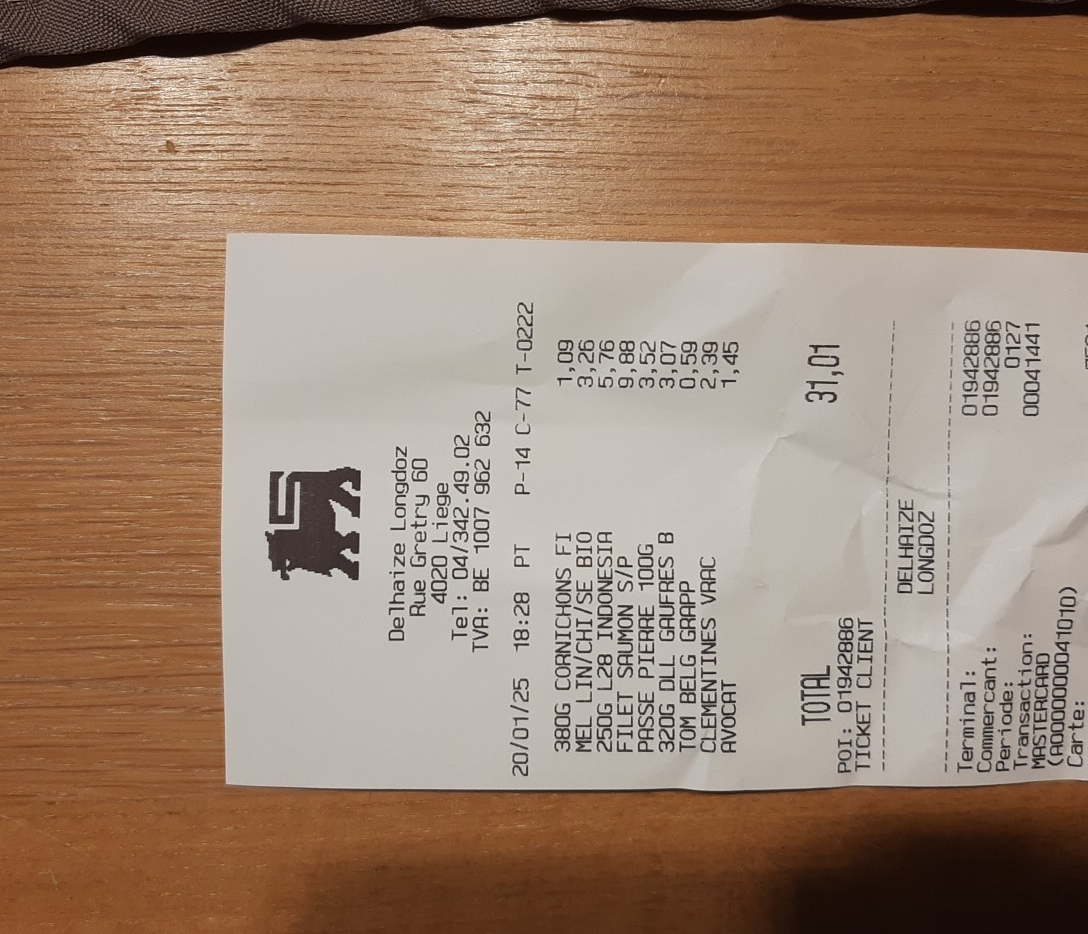 Delhaize Longdoz
Rue Gretry 60
4020 Liege
Tel: 04/342.49.02
TVA: BE 1007 962 632
20/01/25 18:28 PT P-14 C-77 T-0222
380G CORNICHONS FI 1,09
MEL LIN/CHI/SE BIO 3,26
250G L28 INDONESIA 5,76
FILET SAUMON S/P 9,88
PASSE PIERRE 100G 3,52
320G DLL GAUFRES B 3,07
TOM BELG GRAPP 0,59
CLEMENTINES VRAC 2,39
AVOCAT 1,45
TOTAL 31,01
POI: 01942886
TICKET CLIENT
DELHAIZE
LONGDOZ
Terminal: 01942886
Commercant: 01942886
Periode: 0127
Transaction: 00041441
MASTERCARD
(A0000000041010)
Carte: